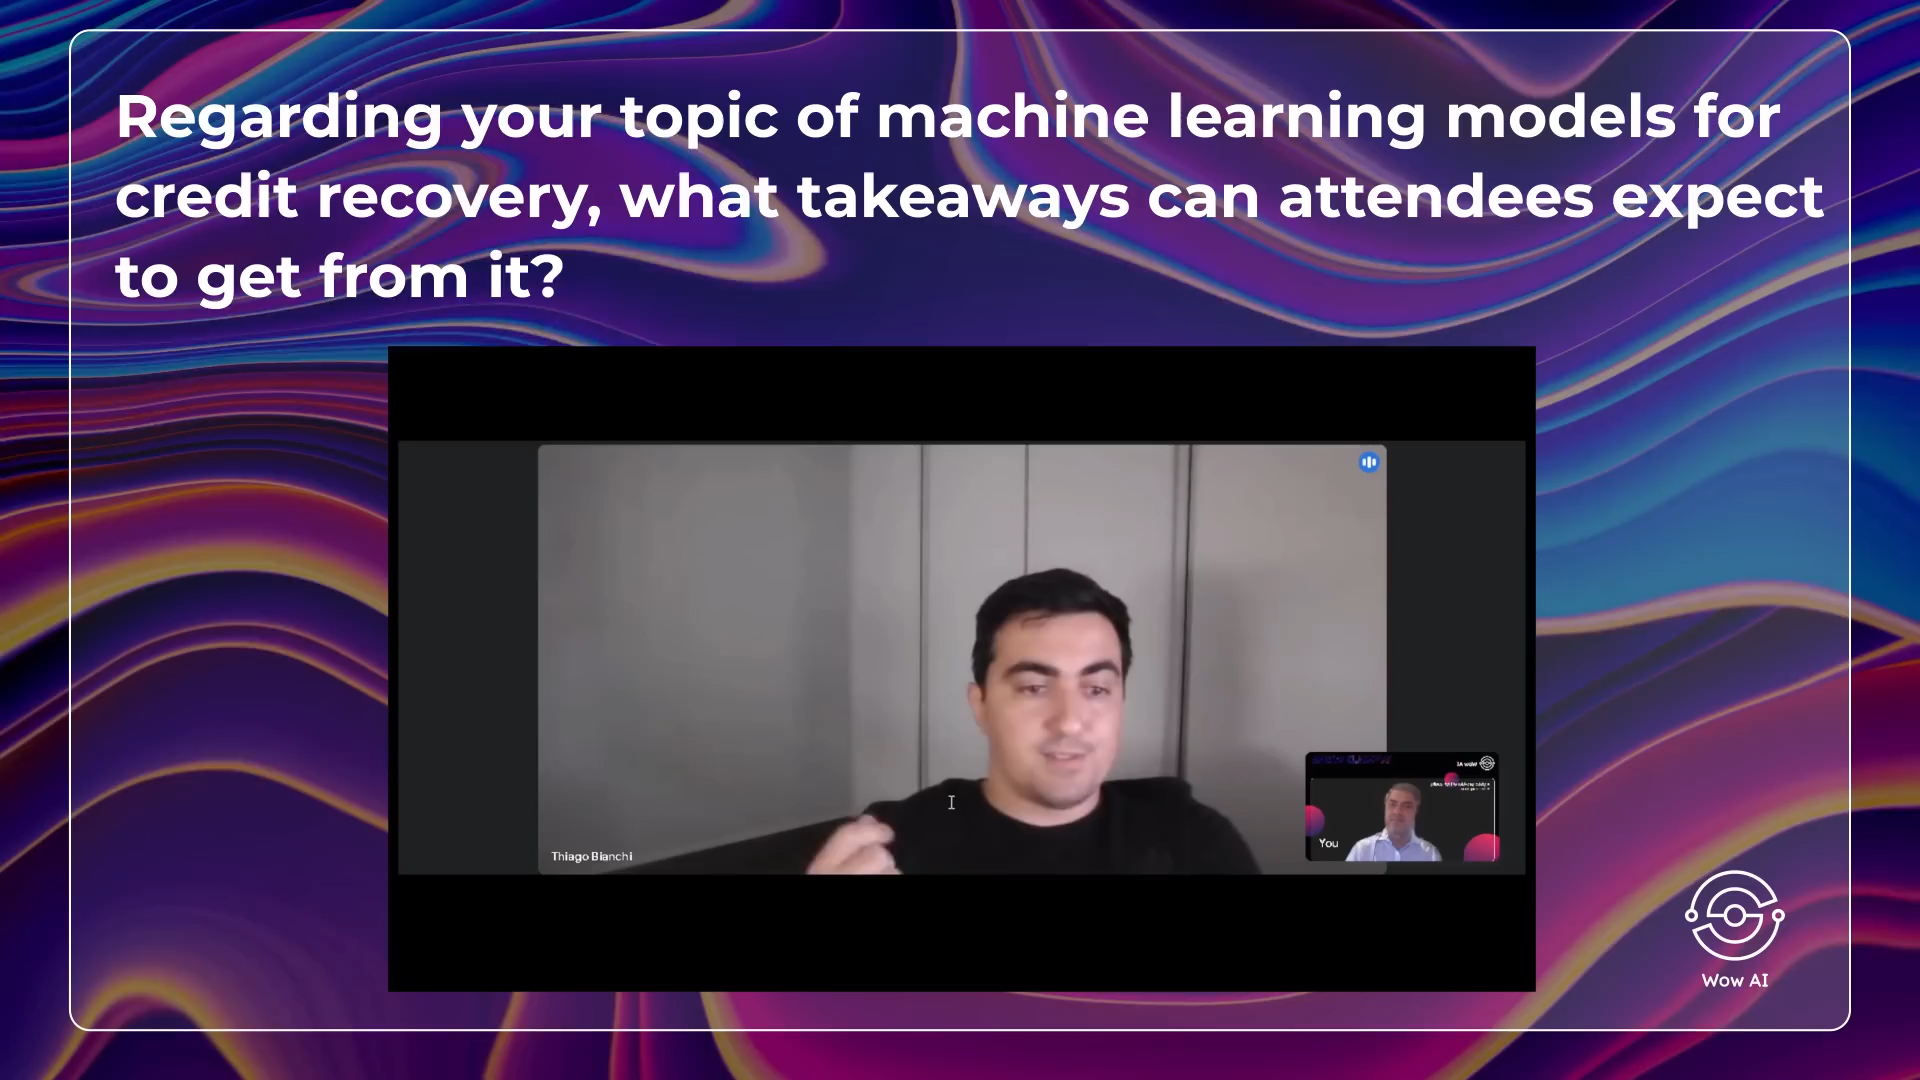 Regarding your topic of machine learning models for
credit recovery, what takeaways can attendees expect
to get from it?
Thiago Bianchi
You
Wow AI